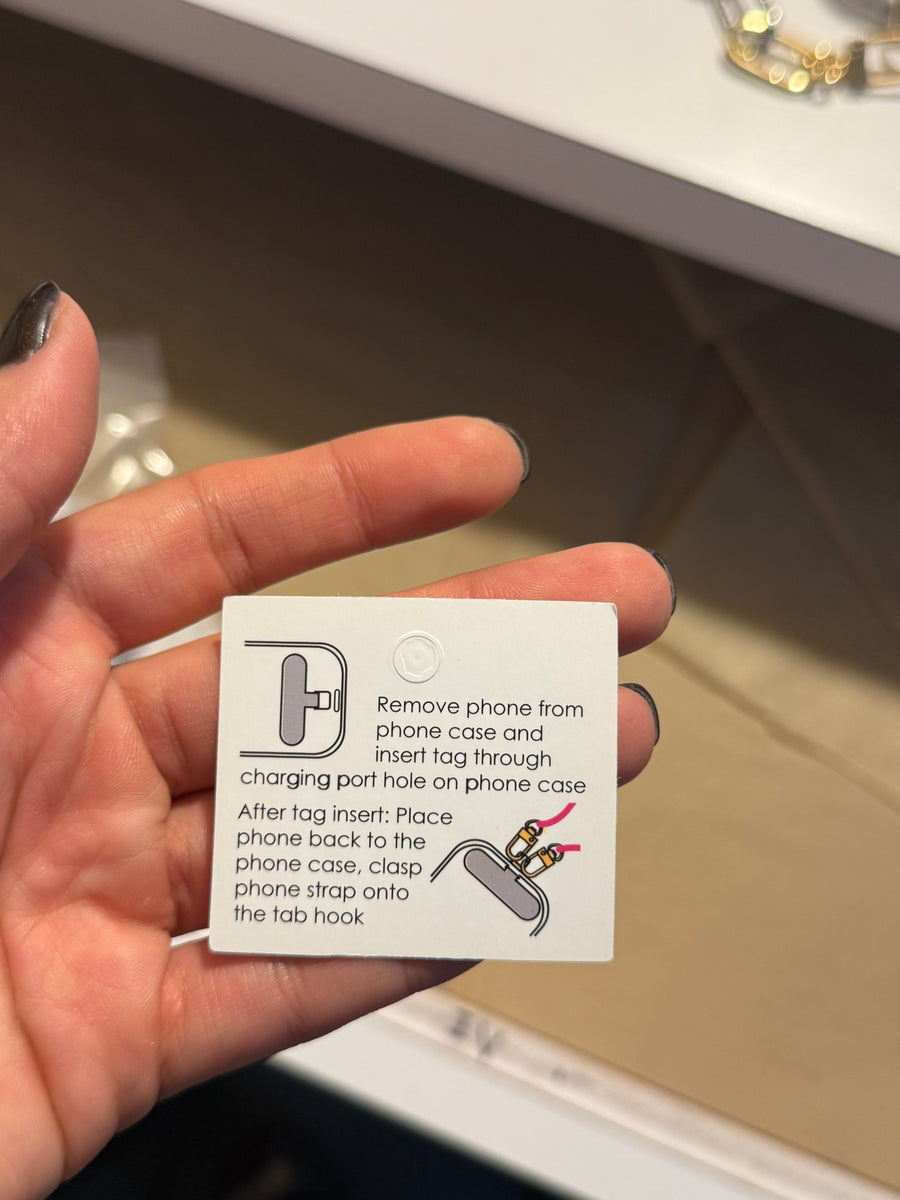 Remove phone from
phone case and
insert tag through
charging port hole on phone case
After tag insert: Place
phone back to the
phone case, clasp
phone strap onto
the tab hook